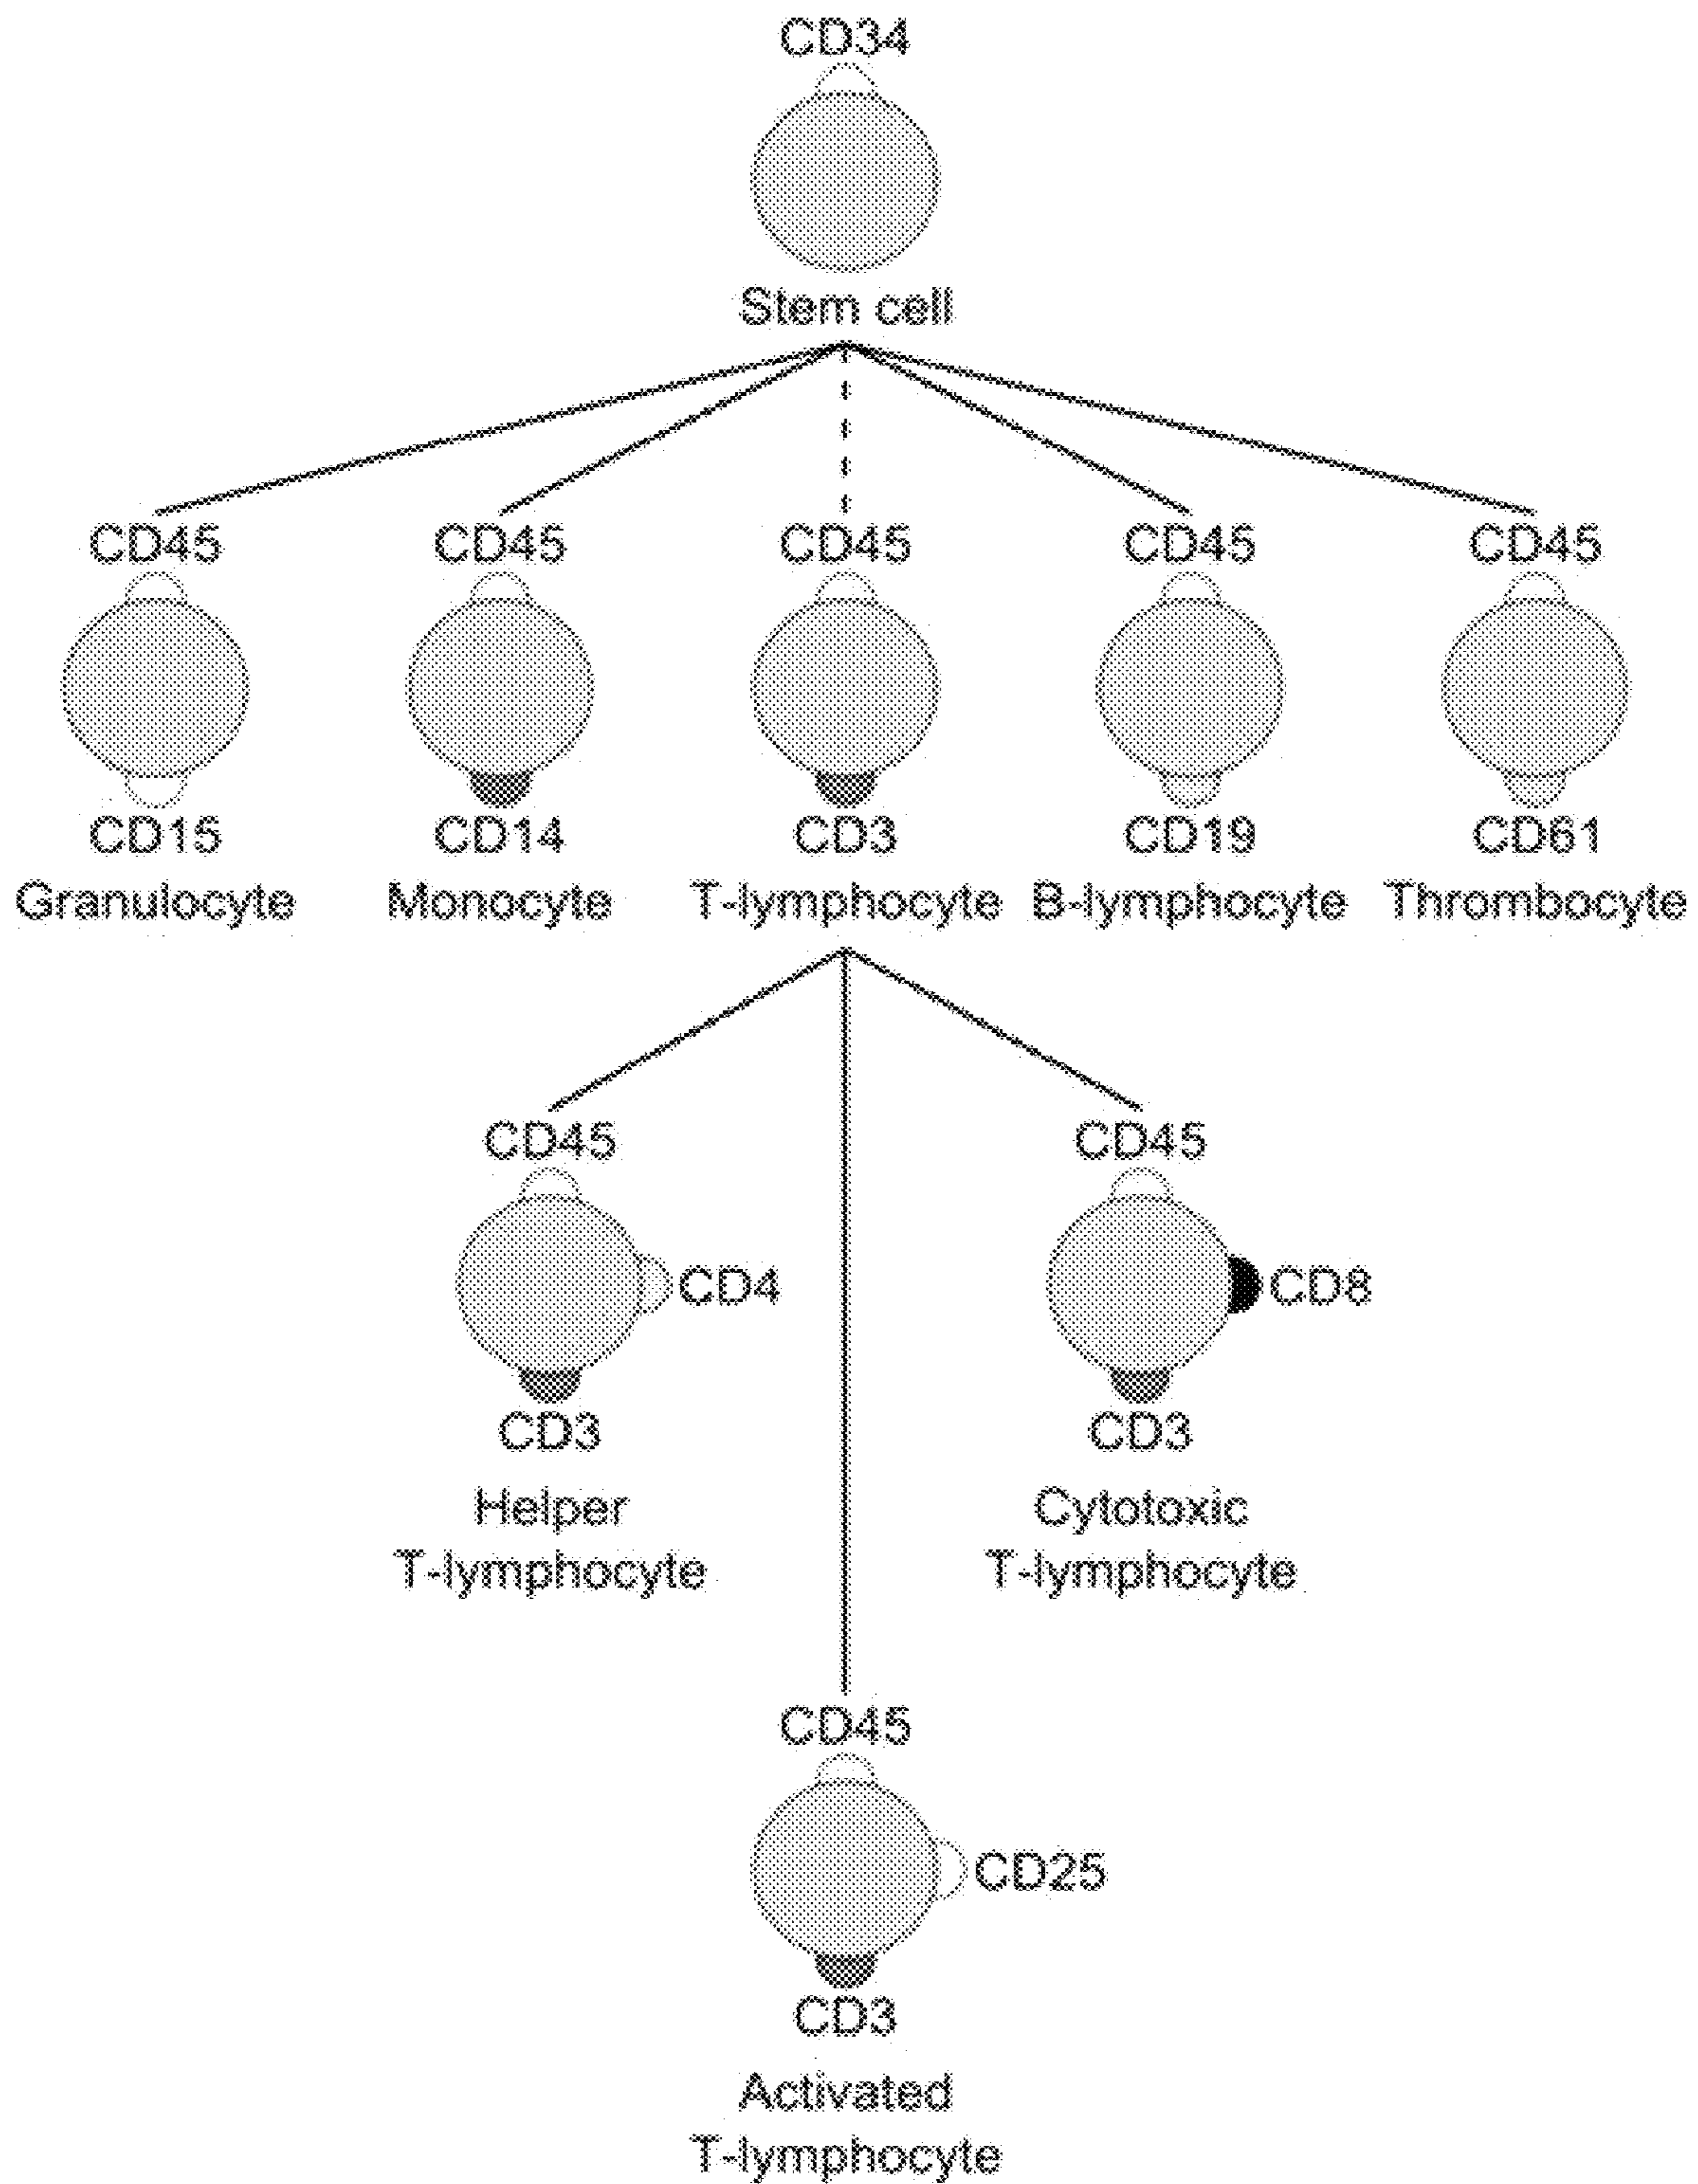 CD34
Stem cell
CD45 CD45 CD45 CD45 CD45
CD15 CD14 CD3 CD19 CD61
Granulocyte Monocyte T-lymphocyte B-lymphocyte Thrombocyte
CD45 CD45
CD4 CD8
CD3 CD3
Helper Cytotoxic
T-lymphocyte T-lymphocyte
CD45
CD25
CD3
Activated
T-lymphocyte